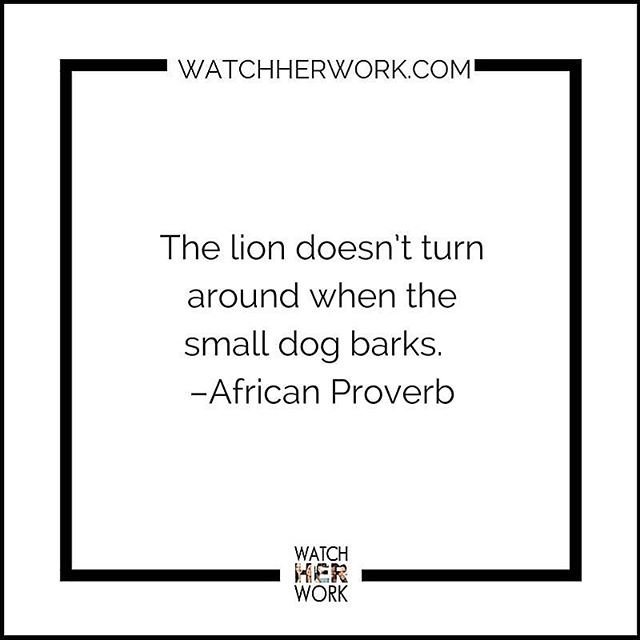 WATCHHERWORK.COM
The lion doesn't turn
around when the
small dog barks.
–African Proverb
WATCH
HER
WORK